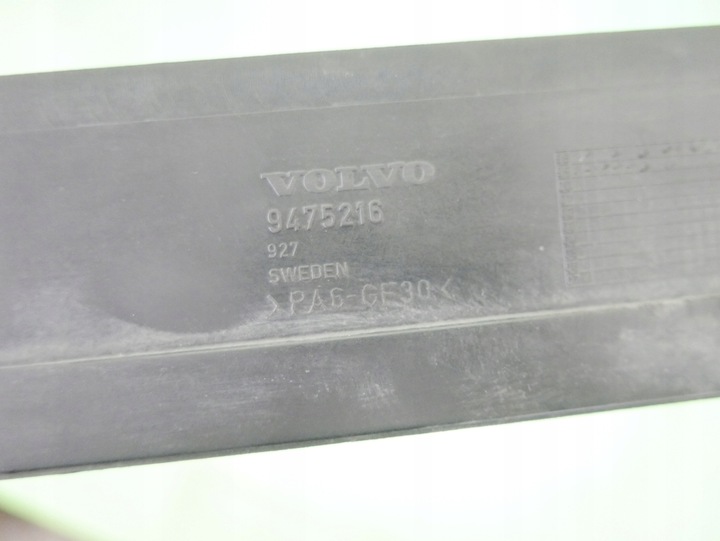 VOLVO
9475216
927
SWEDEN
>PA6-GF30<